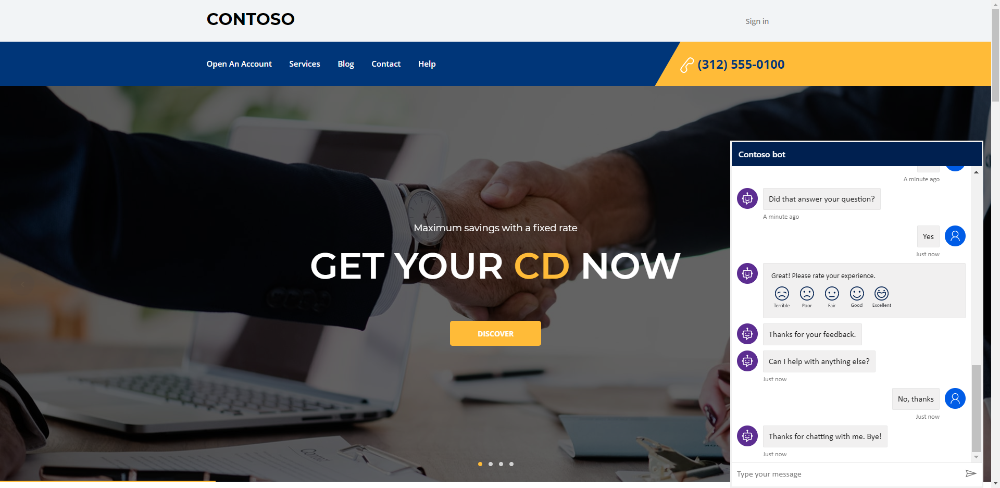 CONTOSO
Sign in
Open An Account
Services
Blog
Contact
Help
(312) 555-0100
Maximum savings with a fixed rate
GET YOUR CD NOW
DISCOVER
Contoso bot
A minute ago
Did that answer your question?
A minute ago
Yes
Just now
Great! Please rate your experience.
Terrible
Poor
Fair
Good
Excellent
Thanks for your feedback.
Can I help with anything else?
Just now
No, thanks
Just now
Thanks for chatting with me. Bye!
Just now
Type your message